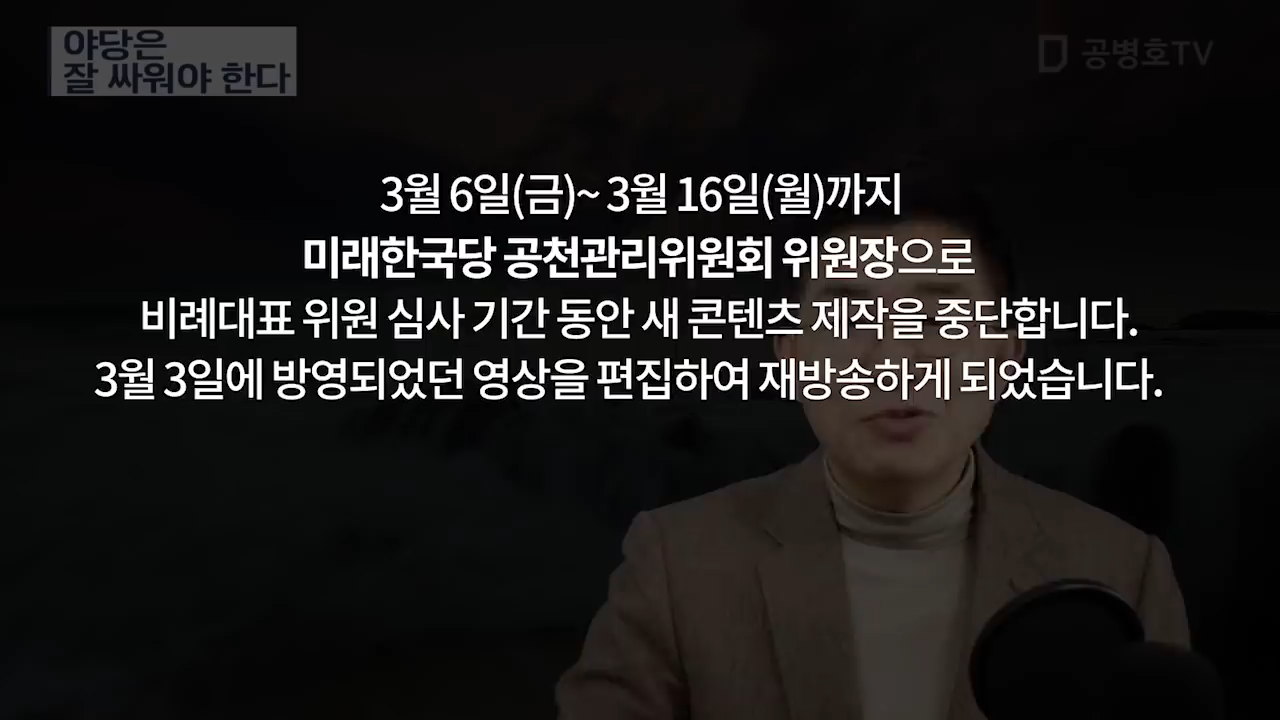 야당은
잘 싸워야 한다
공병호TV
3월 6일(금)~ 3월 16일(월)까지
미래한국당 공천관리위원회 위원장으로
비례대표 위원 심사 기간 동안 새 콘텐츠 제작을 중단합니다.
3월 3일에 방영되었던 영상을 편집하여 재방송하게 되었습니다.